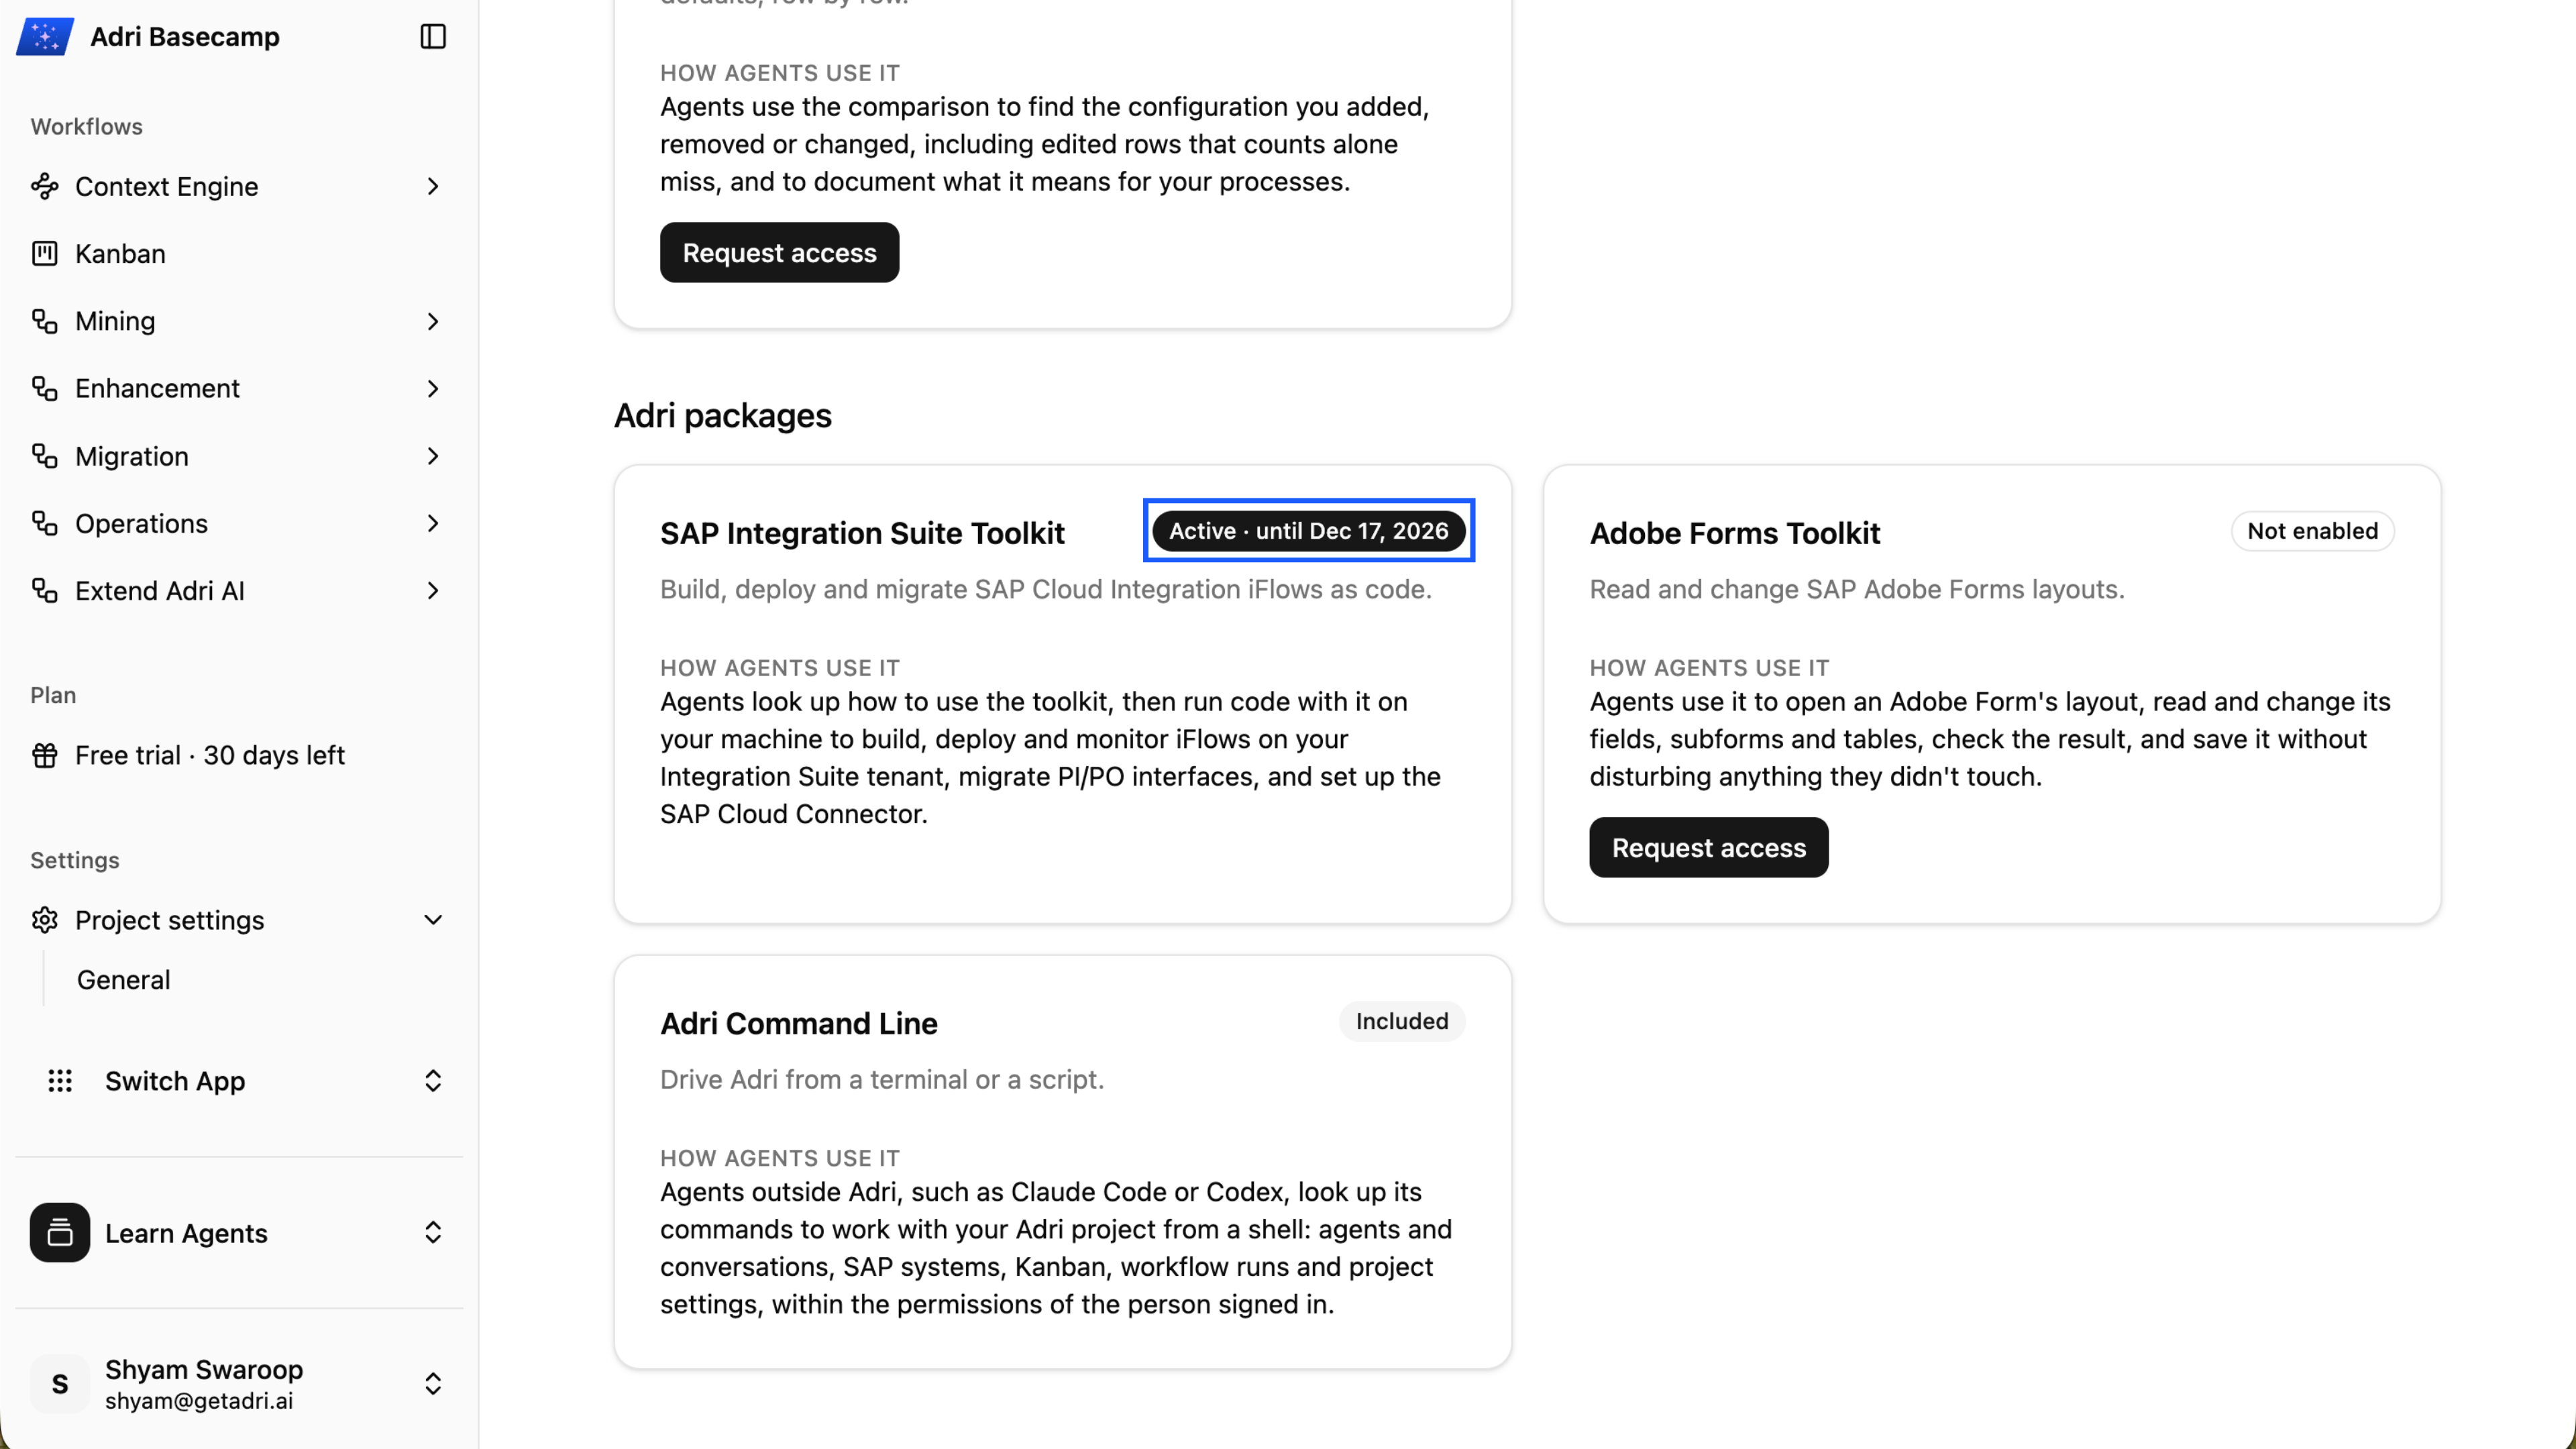 Adri Basecamp
Workflows
Context Engine
Kanban
Mining
Enhancement
Migration
Operations
Extend Adri AI
Plan
Free trial · 30 days left
Settings
Project settings
General
Switch App
Learn Agents
S
Shyam Swaroop
shyam@getadri.ai
defaults, row by row.
HOW AGENTS USE IT
Agents use the comparison to find the configuration you added,
removed or changed, including edited rows that counts alone
miss, and to document what it means for your processes.
Request access
Adri packages
SAP Integration Suite Toolkit
Active · until Dec 17, 2026
Build, deploy and migrate SAP Cloud Integration iFlows as code.
HOW AGENTS USE IT
Agents look up how to use the toolkit, then run code with it on
your machine to build, deploy and monitor iFlows on your
Integration Suite tenant, migrate PI/PO interfaces, and set up the
SAP Cloud Connector.
Adobe Forms Toolkit
Not enabled
Read and change SAP Adobe Forms layouts.
HOW AGENTS USE IT
Agents use it to open an Adobe Form's layout, read and change its
fields, subforms and tables, check the result, and save it without
disturbing anything they didn't touch.
Request access
Adri Command Line
Included
Drive Adri from a terminal or a script.
HOW AGENTS USE IT
Agents outside Adri, such as Claude Code or Codex, look up its
commands to work with your Adri project from a shell: agents and
conversations, SAP systems, Kanban, workflow runs and project
settings, within the permissions of the person signed in.